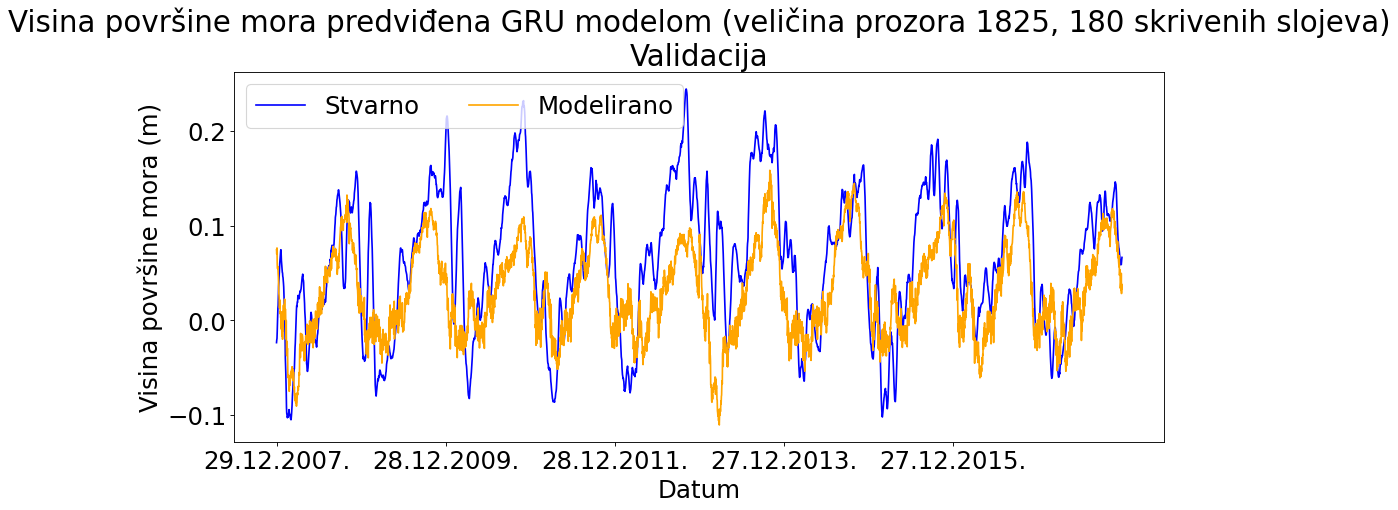 Visina površine mora predviđena GRU modelom (veličina prozora 1825, 180 skrivenih slojeva)
Validacija
Stvarno Modelirano
Visina površine mora (m)
0.2
0.1
0.0
−0.1
29.12.2007. 28.12.2009. 28.12.2011. 27.12.2013. 27.12.2015.
Datum